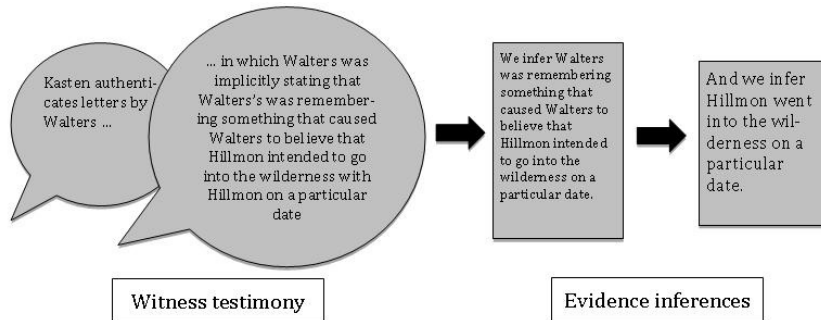 Kasten authenti-
cates letters by
Walters ...
... in which Walters was
implicitly stating that
Walters's was remember-
ing something that caused
Walters to believe that
Hillmon intended to go
into the wilderness with
Hillmon on a particular
date
We infer Walters
was remembering
something that
caused Walters to
believe that
Hillmon intended
to go into the
wilderness on a
particular date.
And we infer
Hillmon went
into the wil-
derness on a
particular
date.
Witness testimony
Evidence inferences